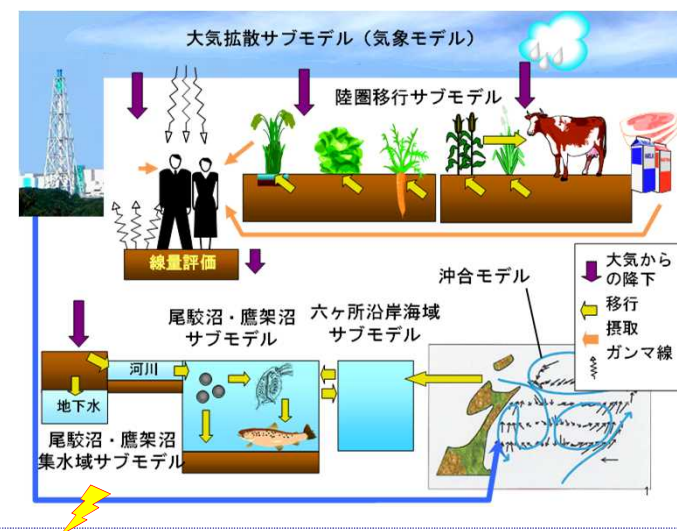 大気拡散サブモデル（気象モデル）
陸圏移行サブモデル
MILK
線量評価
沖合モデル
大気から
の降下
移行
摂取
ガンマ線
尾駮沼・鷹架沼
サブモデル
六ヶ所沿岸海域
サブモデル
河川
地下水
尾駮沼・鷹架沼
集水域サブモデル
1